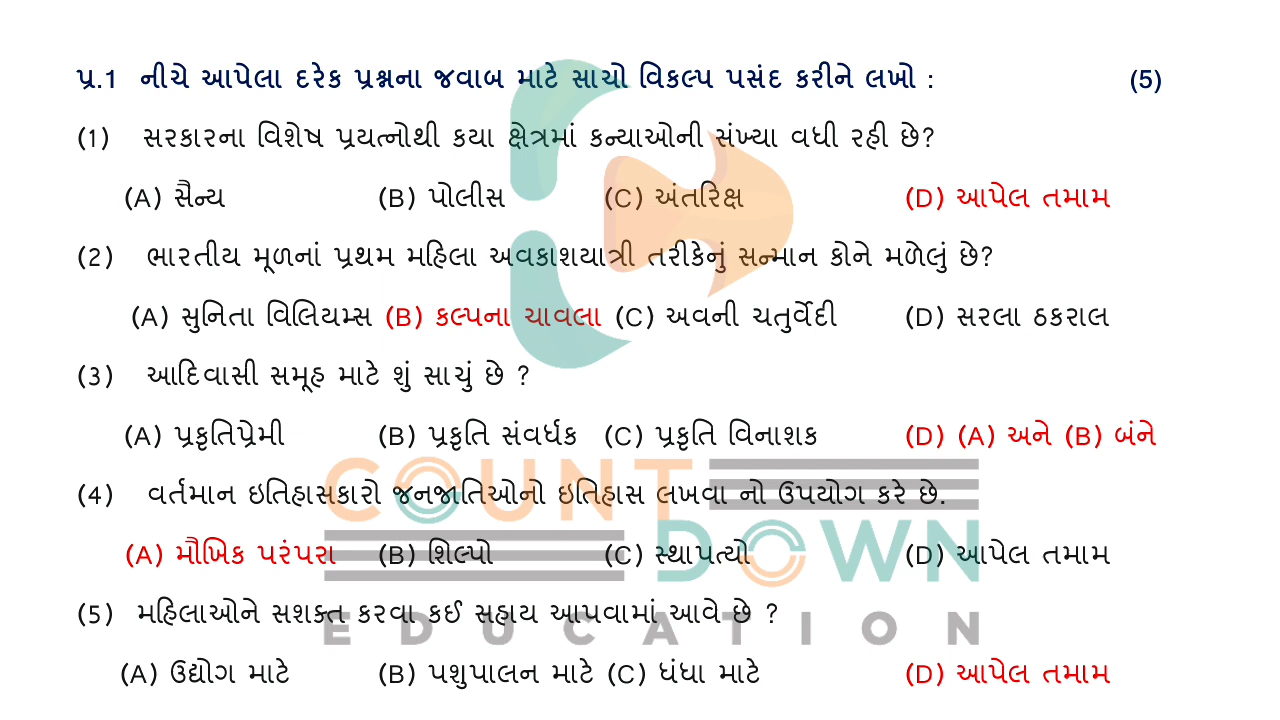 પ્ર.1 નીચે આપેલા દરેક પ્રશ્નના જવાબ માટે સાચો વિકલ્પ પસંદ કરીને લખો : (5)
(1) સરકારના વિશેષ પ્રયત્નોથી કયા ક્ષેત્રમાં કન્યાઓની સંખ્યા વધી રહી છે?
(A) સૈન્ય (B) પોલીસ (C) અંતરિક્ષ (D) આપેલ તમામ
(2) ભારતીય મૂળનાં પ્રથમ મહિલા અવકાશયાત્રી તરીકેનું સન્માન કોને મળેલું છે?
(A) સુનિતા વિલિયમ્સ (B) કલ્પના ચાવલા (C) અવની ચતુર્વેદી (D) સરલા ઠકરાલ
(3) આદિવાસી સમૂહ માટે શું સાચું છે ?
(A) પ્રકૃતિપ્રેમી (B) પ્રકૃતિ સંવર્ધક (C) પ્રકૃતિ વિનાશક (D) (A) અને (B) બંને
(4) વર્તમાન ઇતિહાસકારો જનજાતિઓનો ઇતિહાસ લખવા નો ઉપયોગ કરે છે.
(A) મૌખિક પરંપરા (B) શિલ્પો (C) સ્થાપત્યો (D) આપેલ તમામ
(5) મહિલાઓને સશક્ત કરવા કઈ સહાય આપવામાં આવે છે ?
(A) ઉદ્યોગ માટે (B) પશુપાલન માટે (C) ધંધા માટે (D) આપેલ તમામ
COUNT
DOWN
EDUCATION